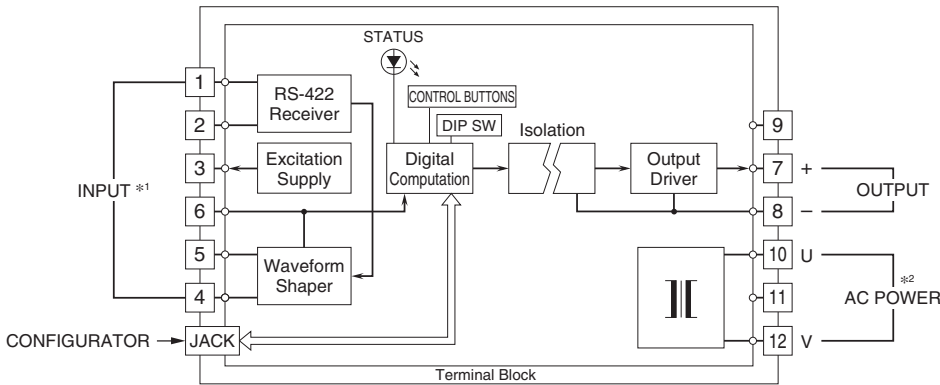 STATUS
CONTROL BUTTONS
DIP SW
1
RS-422
Receiver
2
3
Excitation
Supply
INPUT *1
6
5
Waveform
Shaper
4
CONFIGURATOR
JACK
Digital
Computation
Isolation
Output
Driver
9
7 +
OUTPUT
8 −
10 U
11
*2
AC POWER
12 V
Terminal Block